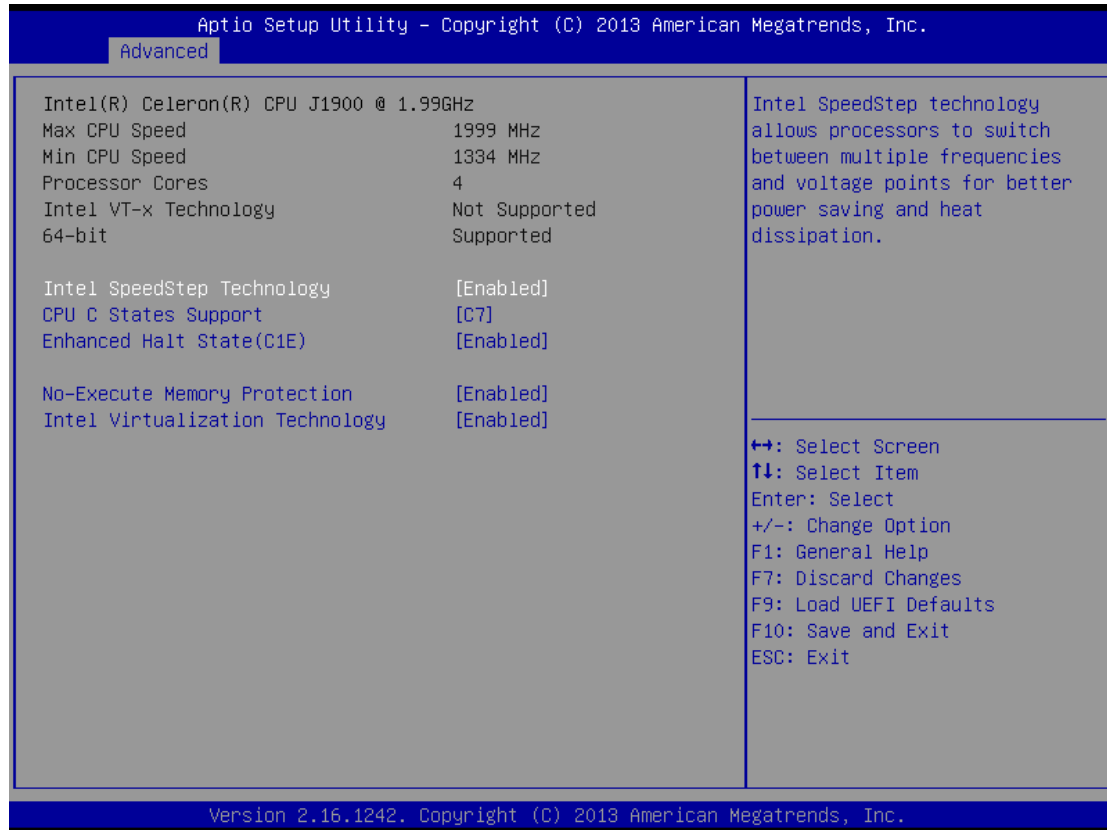 Aptio Setup Utility – Copyright (C) 2013 American Megatrends, Inc.
Advanced
Intel(R) Celeron(R) CPU J1900 @ 1.99GHz
Max CPU Speed 1999 MHz
Min CPU Speed 1334 MHz
Processor Cores 4
Intel VT-x Technology Not Supported
64-bit Supported
Intel SpeedStep Technology [Enabled]
CPU C States Support [C7]
Enhanced Halt State(C1E) [Enabled]
No-Execute Memory Protection [Enabled]
Intel Virtualization Technology [Enabled]
Intel SpeedStep technology
allows processors to switch
between multiple frequencies
and voltage points for better
power saving and heat
dissipation.
↔: Select Screen
↑↓: Select Item
Enter: Select
+/-: Change Option
F1: General Help
F7: Discard Changes
F9: Load UEFI Defaults
F10: Save and Exit
ESC: Exit
Version 2.16.1242. Copyright (C) 2013 American Megatrends, Inc.